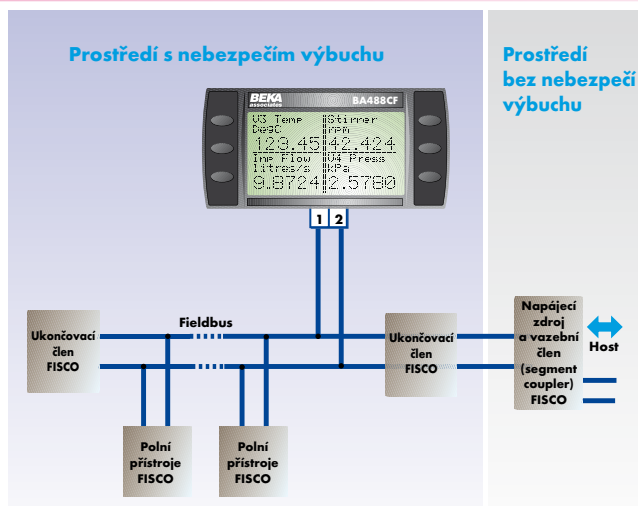 Prostředí s nebezpečím výbuchu
Prostředí
bez nebezpečí
výbuchu
BEKA
associates
BA488CF
V3 Temp
DegC
123.45
Stirrer
rpm
42.424
Inp Flow
litres/s
9.8724
V4 Press
kPa
2.5780
1 2
Fieldbus
Ukončovací
člen
FISCO
Ukončovací
člen
FISCO
Napájecí
zdroj
a vazební
člen
(segment
coupler)
FISCO
Host
Polní
přístroje
FISCO
Polní
přístroje
FISCO